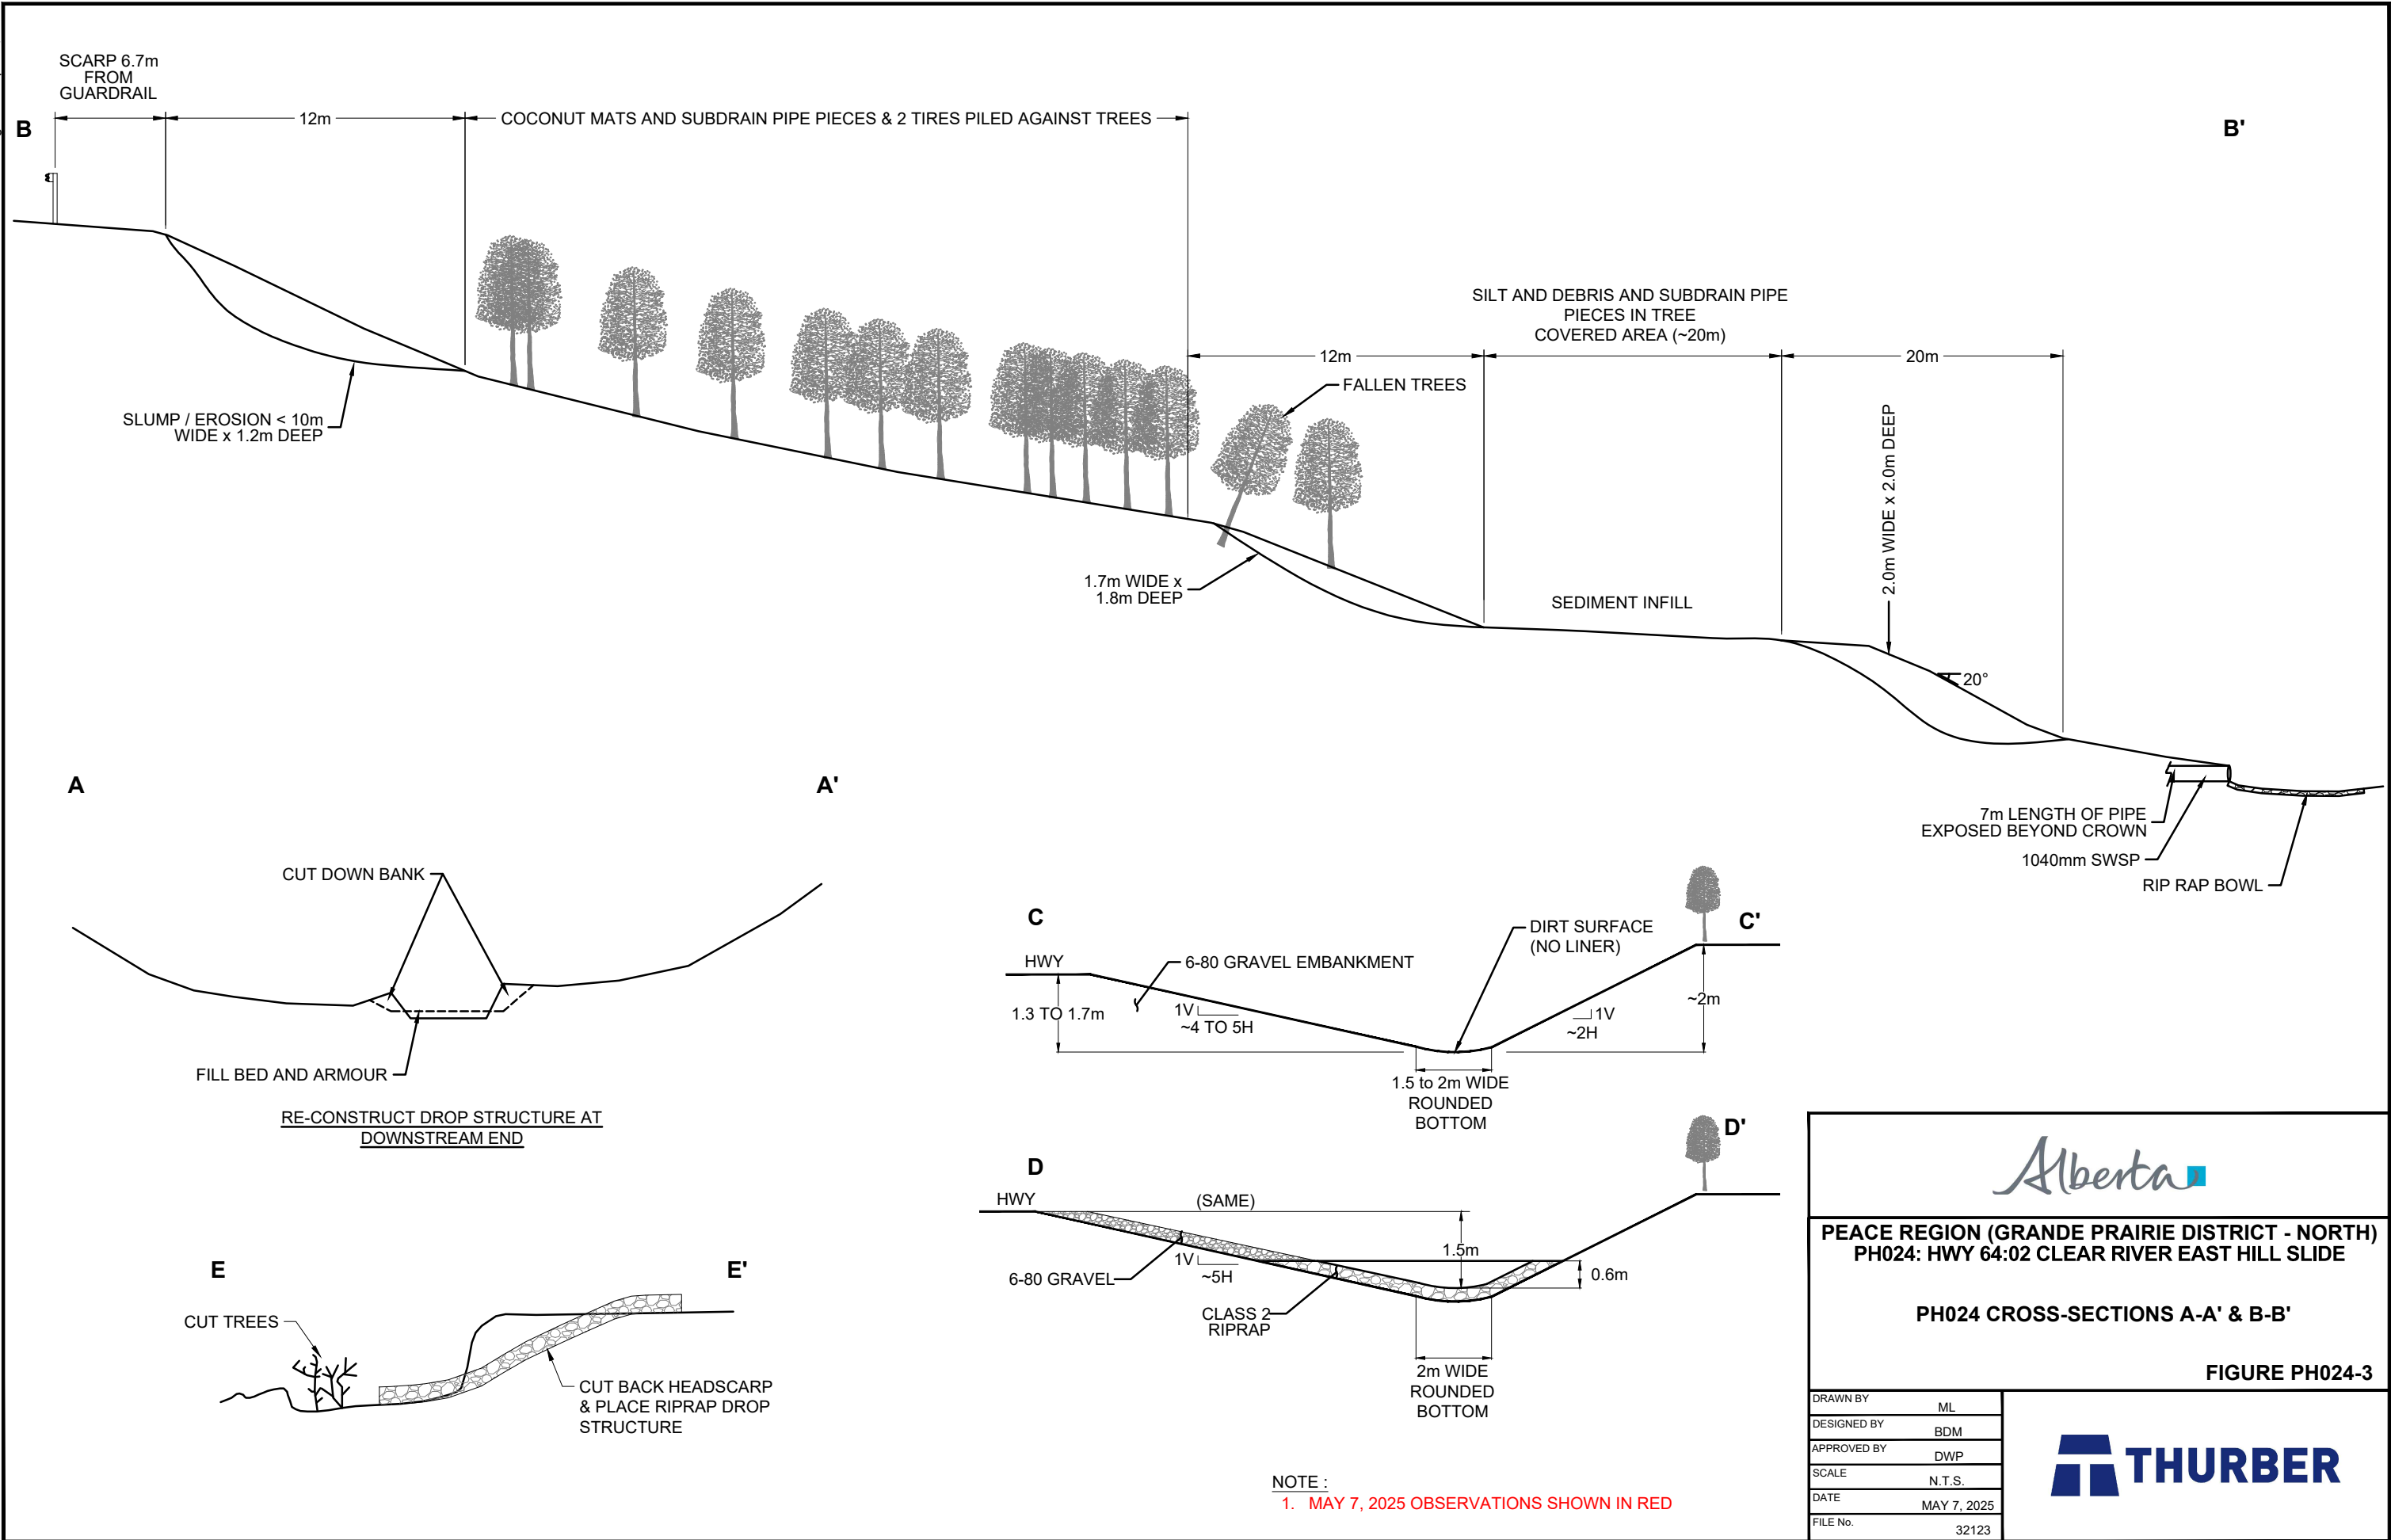 SCARP 6.7m
FROM
GUARDRAIL
B
12m
COCONUT MATS AND SUBDRAIN PIPE PIECES & 2 TIRES PILED AGAINST TREES
B'
SLUMP / EROSION < 10m
WIDE x 1.2m DEEP
SILT AND DEBRIS AND SUBDRAIN PIPE
PIECES IN TREE
COVERED AREA (~20m)
12m
20m
FALLEN TREES
1.7m WIDE x
1.8m DEEP
SEDIMENT INFILL
2.0m WIDE x 2.0m DEEP
20°
7m LENGTH OF PIPE
EXPOSED BEYOND CROWN
1040mm SWSP
RIP RAP BOWL
A
A'
CUT DOWN BANK
FILL BED AND ARMOUR
RE-CONSTRUCT DROP STRUCTURE AT
DOWNSTREAM END
C
C'
HWY
6-80 GRAVEL EMBANKMENT
DIRT SURFACE
(NO LINER)
1.3 TO 1.7m
1V
~4 TO 5H
1V
~2H
~2m
1.5 to 2m WIDE
ROUNDED
BOTTOM
D
D'
HWY
(SAME)
1.5m
1V
~5H
0.6m
6-80 GRAVEL
CLASS 2
RIPRAP
2m WIDE
ROUNDED
BOTTOM
E
E'
CUT TREES
CUT BACK HEADSCARP
& PLACE RIPRAP DROP
STRUCTURE
NOTE :
1. MAY 7, 2025 OBSERVATIONS SHOWN IN RED
Alberta
PEACE REGION (GRANDE PRAIRIE DISTRICT - NORTH)
PH024: HWY 64:02 CLEAR RIVER EAST HILL SLIDE
PH024 CROSS-SECTIONS A-A' & B-B'
FIGURE PH024-3
DRAWN BY ML
DESIGNED BY BDM
APPROVED BY DWP
SCALE N.T.S.
DATE MAY 7, 2025
FILE No. 32123
THURBER